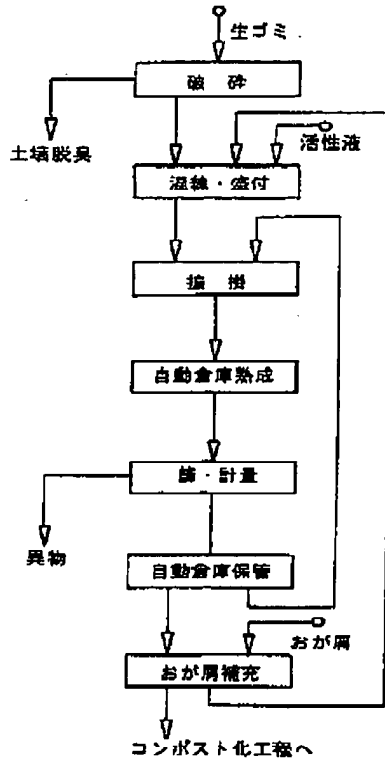 生ゴミ
破砕
土壌脱臭
活性液
混練・盛付
自動倉庫熟成
篩・計量
異物
自動倉庫保管
おが屑
おが屑補充
コンポスト化工程へ